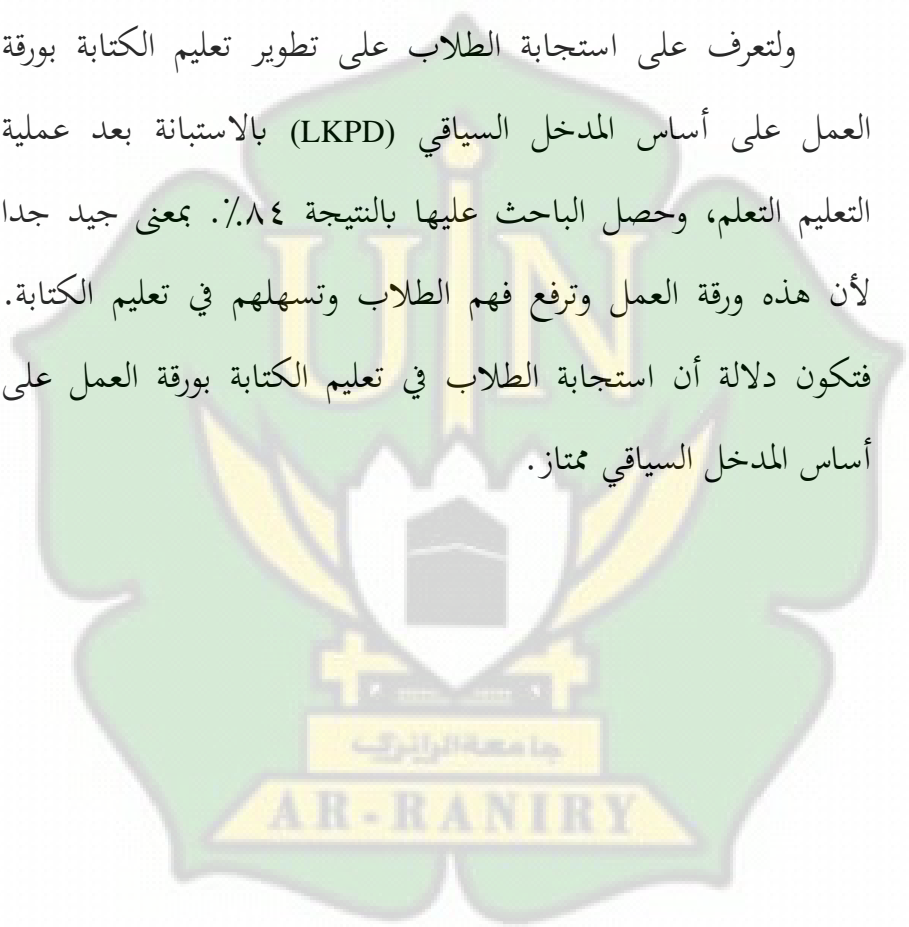 ولتعرف على استجابة الطلاب على تطوير تعليم الكتابة بورقة
العمل على أساس المدخل السياقي (LKPD) بالاستبانة بعد عملية
التعليم التعلم، وحصل الباحث عليها بالنتيجة ٨٤٪. بمعنى جيد جدا
لأن هذه ورقة العمل وترفع فهم الطلاب وتسهلهم في تعليم الكتابة.
فتكون دلالة أن استجابة الطلاب في تعليم الكتابة بورقة العمل على
أساس المدخل السياقي ممتاز.
UIN
جامعة الرانري
AR-RANIRY